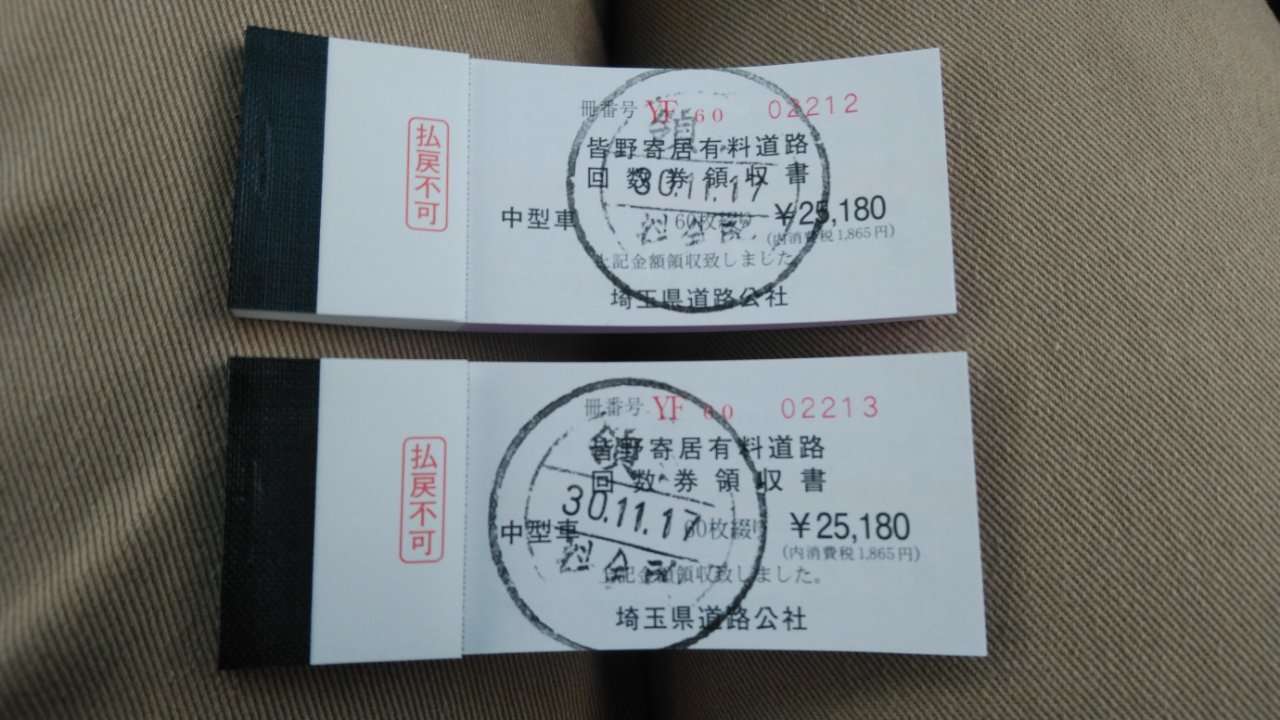 払戻不可
冊番号 YF 60 02212
皆野寄居有料道路
回数券領収書
30.11.17
中型車 60枚綴り ¥25,180
(内消費税1,865円)
上記金額領収致しました。
埼玉県道路公社
払戻不可
冊番号 YF 60 02213
皆野寄居有料道路
回数券領収書
30.11.17
中型車 60枚綴り ¥25,180
(内消費税1,865円)
上記金額領収致しました。
埼玉県道路公社